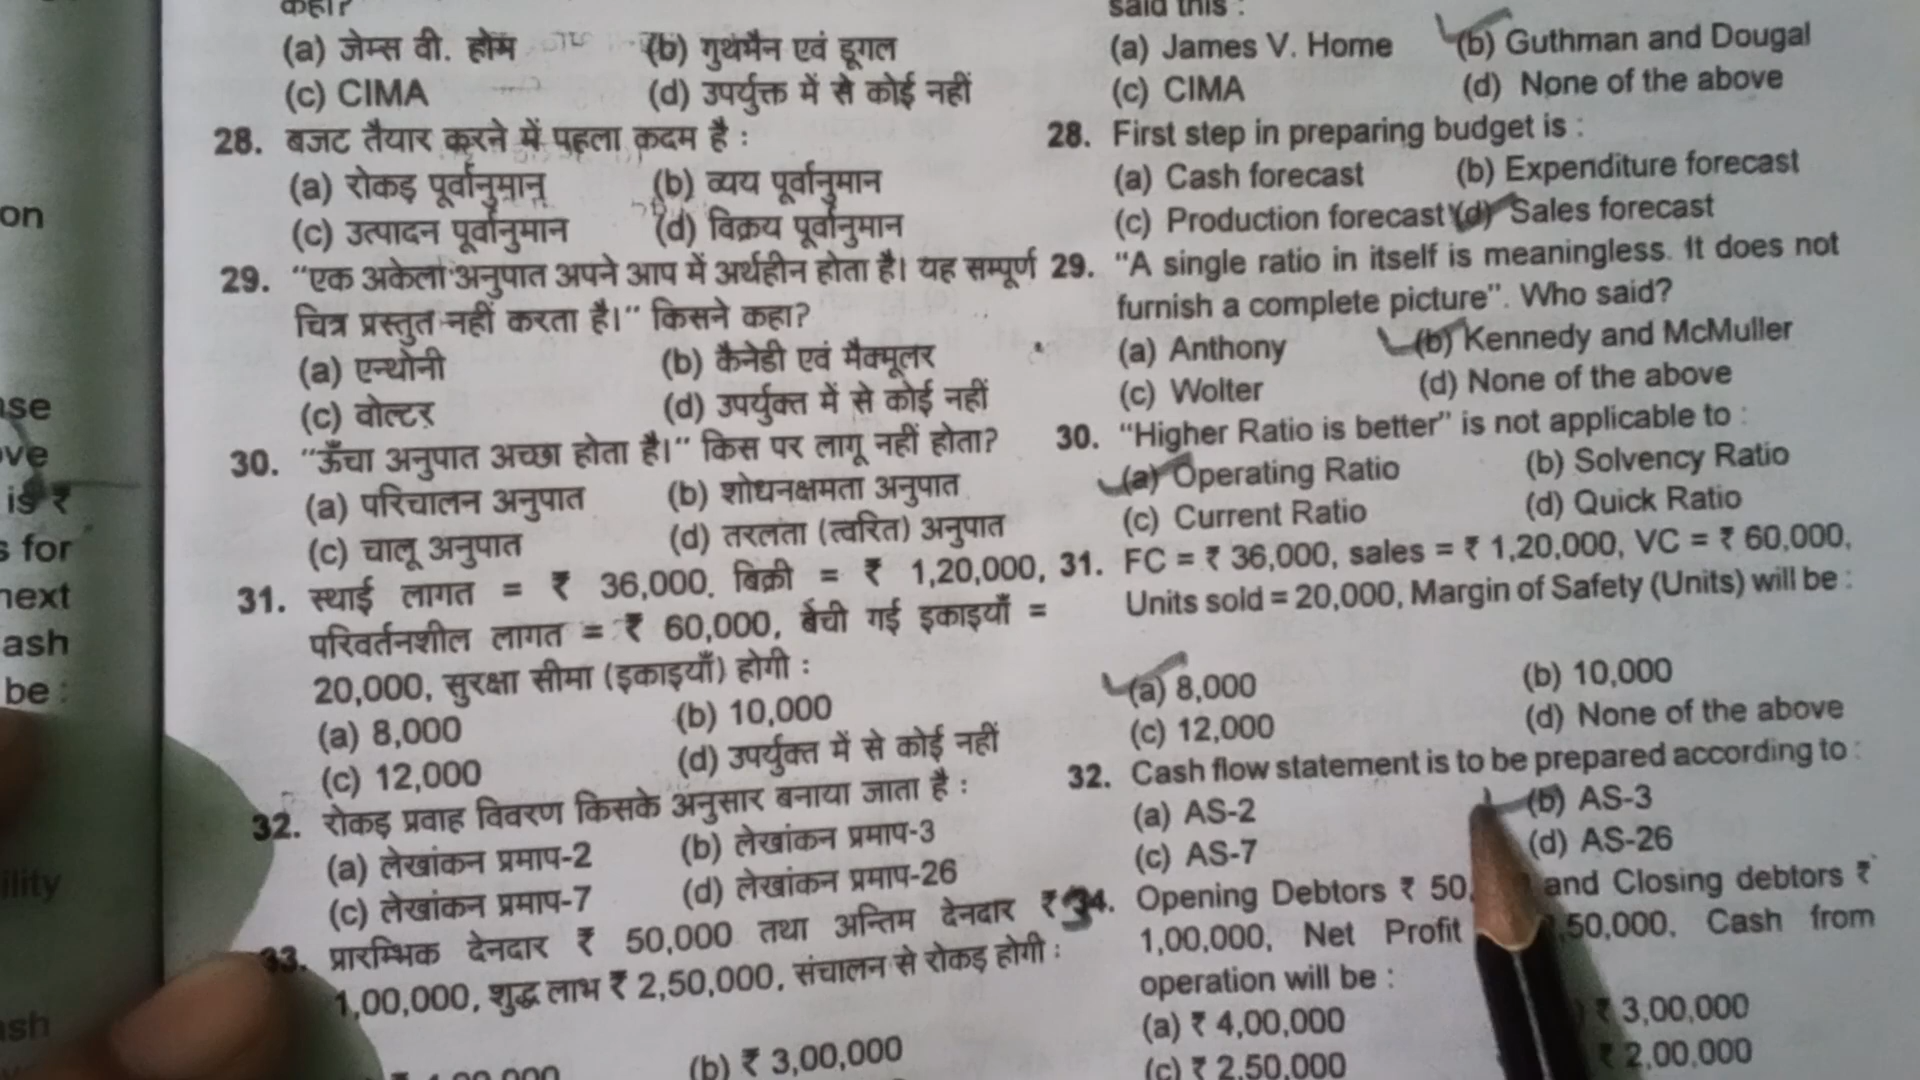 कहा?
(a) जेम्स वी. होम (b) गुथमैन एवं डूगल
(c) CIMA (d) उपर्युक्त में से कोई नहीं
28. बजट तैयार करने में पहला कदम है :
(a) रोकड़ पूर्वानुमान (b) व्यय पूर्वानुमान
(c) उत्पादन पूर्वानुमान (d) विक्रय पूर्वानुमान
29. “एक अकेला अनुपात अपने आप में अर्थहीन होता है। यह सम्पूर्ण
चित्र प्रस्तुत नहीं करता है।“ किसने कहा?
(a) एन्थोनी (b) कैनेडी एवं मैक्मूलर
(c) वोल्टर (d) उपर्युक्त में से कोई नहीं
30. “ऊँचा अनुपात अच्छा होता है।“ किस पर लागू नहीं होता?
(a) परिचालन अनुपात (b) शोधनक्षमता अनुपात
(c) चालू अनुपात (d) तरलता (त्वरित) अनुपात
31. स्थाई लागत = ₹ 36,000. बिक्री = ₹ 1,20,000,
परिवर्तनशील लागत = ₹ 60,000, बेची गई इकाइयाँ =
20,000, सुरक्षा सीमा (इकाइयाँ) होगी :
(a) 8,000 (b) 10,000
(c) 12,000 (d) उपर्युक्त में से कोई नहीं
32. रोकड़ प्रवाह विवरण किसके अनुसार बनाया जाता है :
(a) लेखांकन प्रमाप-2 (b) लेखांकन प्रमाप-3
(c) लेखांकन प्रमाप-7 (d) लेखांकन प्रमाप-26
33. प्रारम्भिक देनदार ₹ 50,000 तथा अन्तिम देनदार ₹
1,00,000, शुद्ध लाभ ₹ 2,50,000, संचालन से रोकड़ होगी :
(b) ₹ 3,00,000
said this :
(a) James V. Home (b) Guthman and Dougal
(c) CIMA (d) None of the above
28. First step in preparing budget is :
(a) Cash forecast (b) Expenditure forecast
(c) Production forecast (d) Sales forecast
29. “A single ratio in itself is meaningless. It does not
furnish a complete picture”. Who said?
(a) Anthony (b) Kennedy and McMuller
(c) Wolter (d) None of the above
30. “Higher Ratio is better” is not applicable to :
(a) Operating Ratio (b) Solvency Ratio
(c) Current Ratio (d) Quick Ratio
31. FC = ₹ 36,000, sales = ₹ 1,20,000, VC = ₹ 60,000,
Units sold = 20,000, Margin of Safety (Units) will be :
(a) 8,000 (b) 10,000
(c) 12,000 (d) None of the above
32. Cash flow statement is to be prepared according to :
(a) AS-2 (b) AS-3
(c) AS-7 (d) AS-26
34. Opening Debtors ₹ 50, and Closing debtors ₹
1,00,000, Net Profit ,50,000, Cash from
operation will be :
(a) ₹ 4,00,000 ₹ 3,00,000
(c) ₹ 2,50,000 ₹ 2,00,000
on
is ₹
s for
next
ash
be :